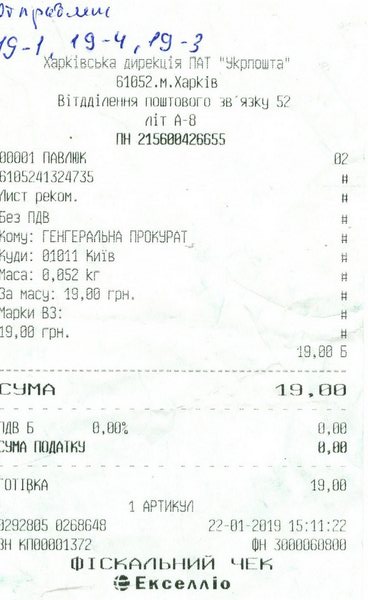 Отправлен
19-1, 19-4, 19-3
Харківська дирекція ПАТ "Укрпошта"
61052.м.Харків
Вітдділення поштового зв'язку 52
літ А-8
ПН 215600426655
00001 ПАВЛЮК 02
6105241324735 #
Лист реком. #
Без ПДВ #
Кому: ГЕНГЕРАЛЬНА ПРОКУРАТ #
Куди: 01011 Київ #
Маса: 0,052 kг #
За масу: 19,00 грн. #
Марки ВЗ: #
19,00 грн. #
19,00 Б
СУМА 19,00
ПДВ Б 0,00% 0,00
СУМА ПОДАТКУ 0,00
ГОТІВКА 19,00
1 АРТИКУЛ
0292805 0268648 22-01-2019 15:11:22
ЗН КП00001372 ФН 3000060800
ФІСКАЛЬНИЙ ЧЕК
Екселліо